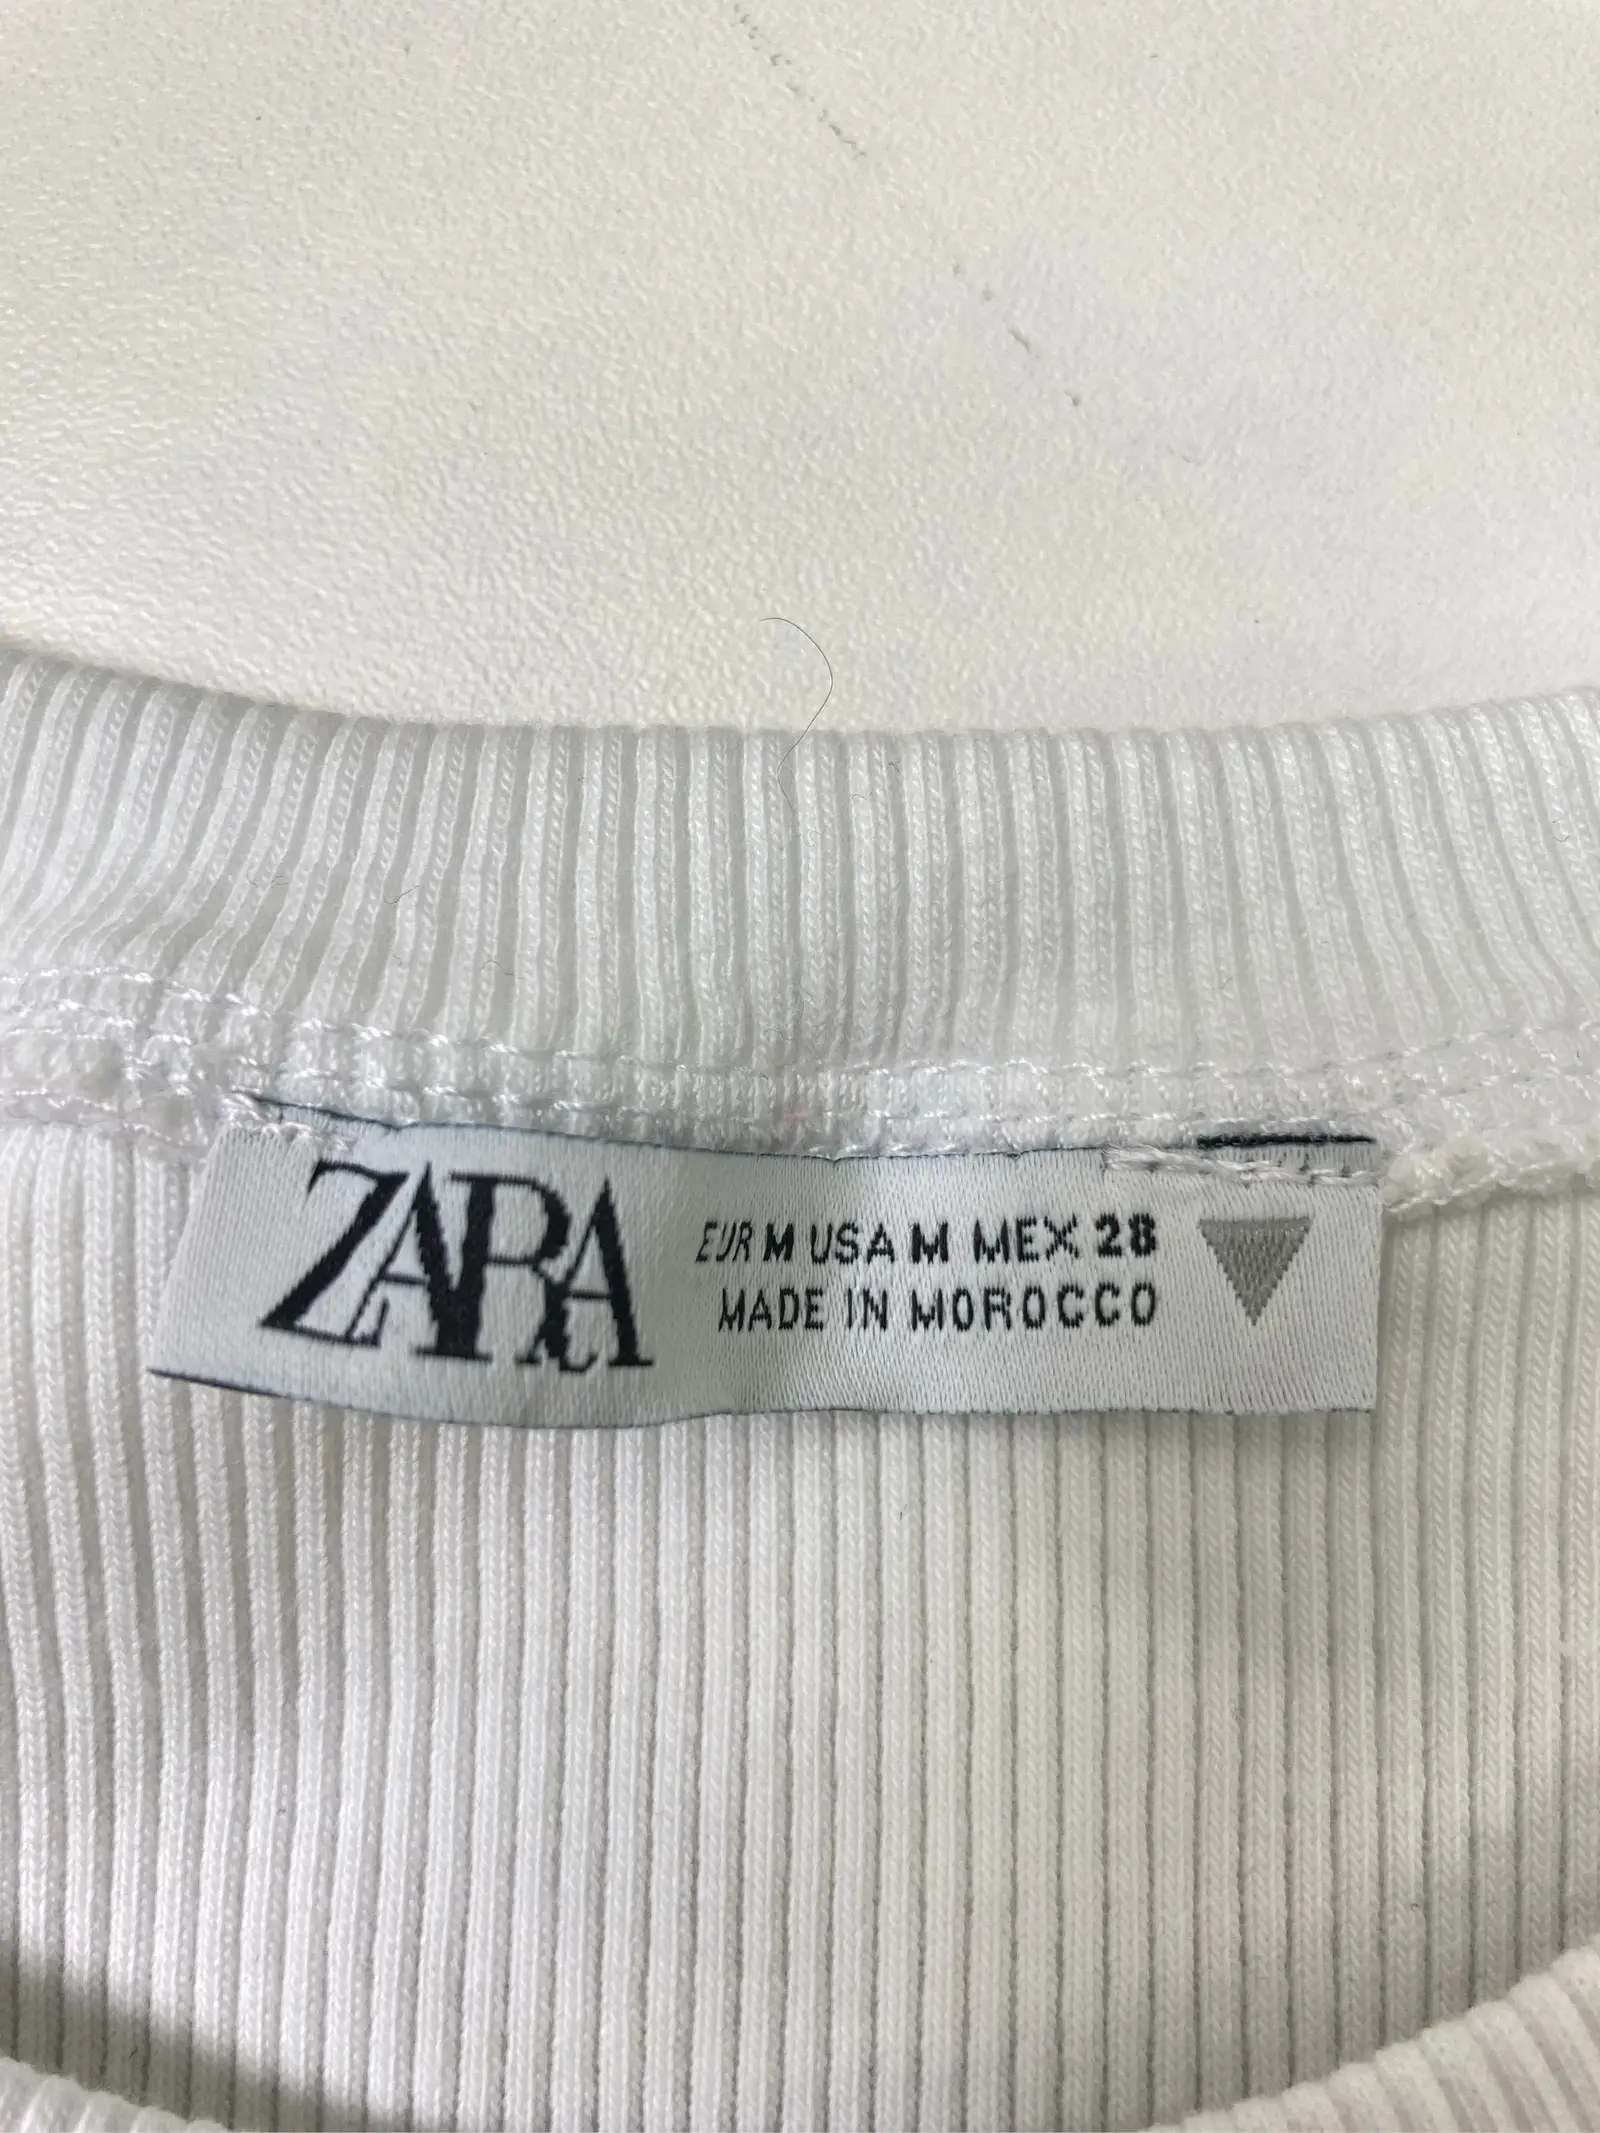 ZARA
EUR M USA M MEX 28
MADE IN MOROCCO